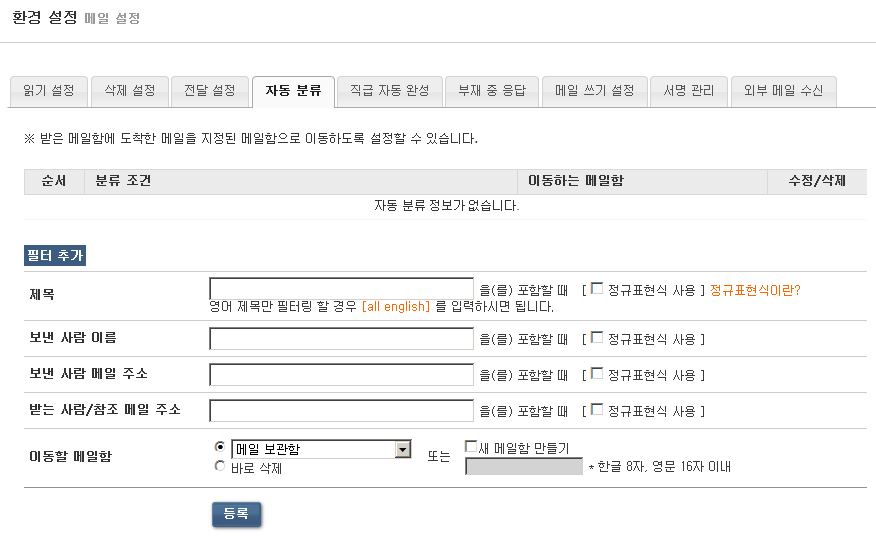 환경 설정 메일 설정
읽기 설정 삭제 설정 전달 설정 자동 분류 직급 자동 완성 부재 중 응답 메일 쓰기 설정 서명 관리 외부 메일 수신
※ 받은 메일함에 도착한 메일을 지정된 메일함으로 이동하도록 설정할 수 있습니다.
순서 분류 조건 이동하는 메일함 수정/삭제
자동 분류 정보가 없습니다.
필터 추가
제목 을(를) 포함할 때 [ 정규표현식 사용 ] 정규표현식이란?
영어 제목만 필터링 할 경우 [all english] 를 입력하시면 됩니다.
보낸 사람 이름 을(를) 포함할 때 [ 정규표현식 사용 ]
보낸 사람 메일 주소 을(를) 포함할 때 [ 정규표현식 사용 ]
받는 사람/참조 메일 주소 을(를) 포함할 때 [ 정규표현식 사용 ]
이동할 메일함 메일 보관함 또는 새 메일함 만들기
바로 삭제 * 한글 8자, 영문 16자 이내
등록